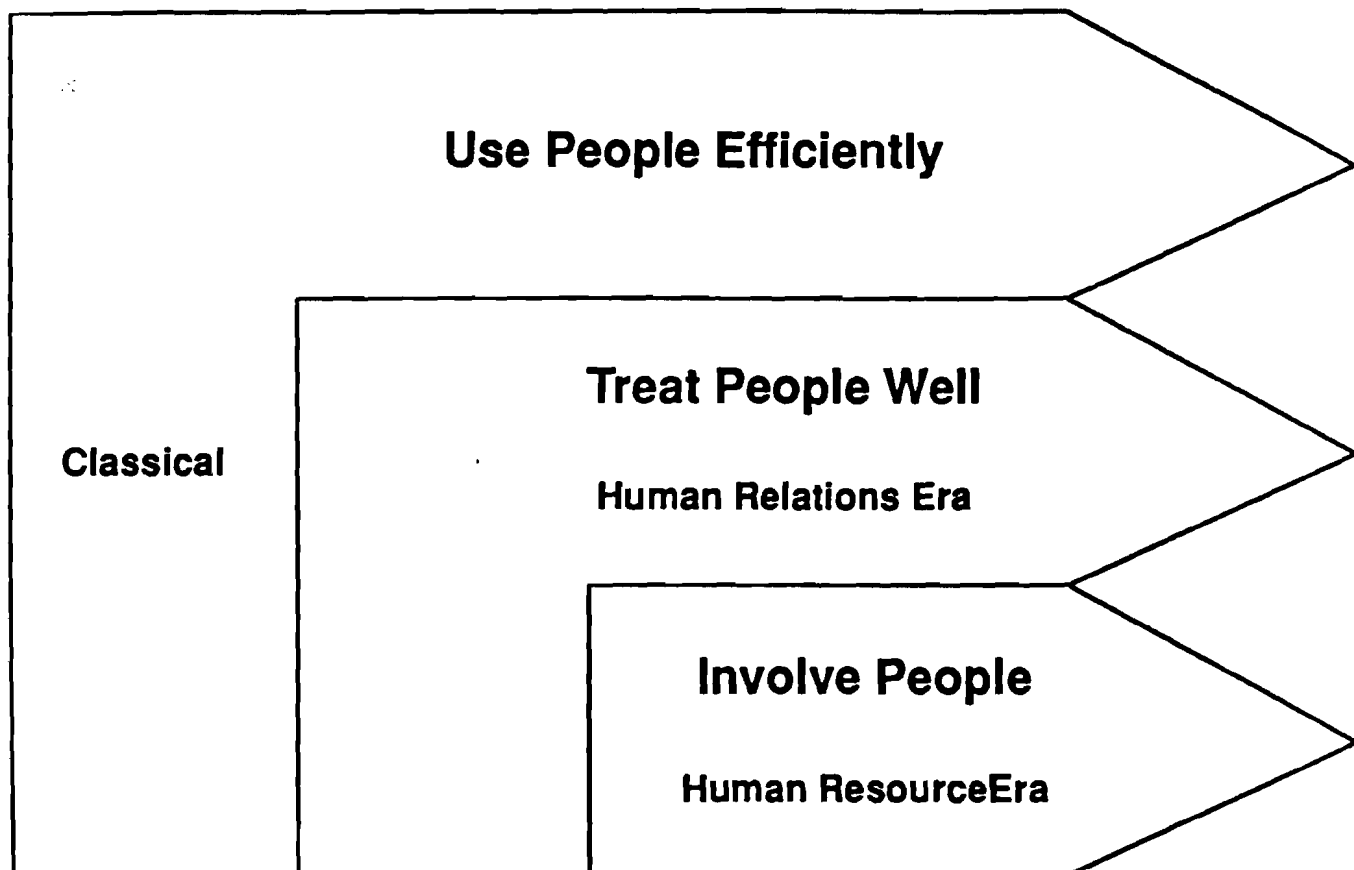 Use People Efficiently
Treat People Well
Classical
Human Relations Era
Involve People
Human ResourceEra